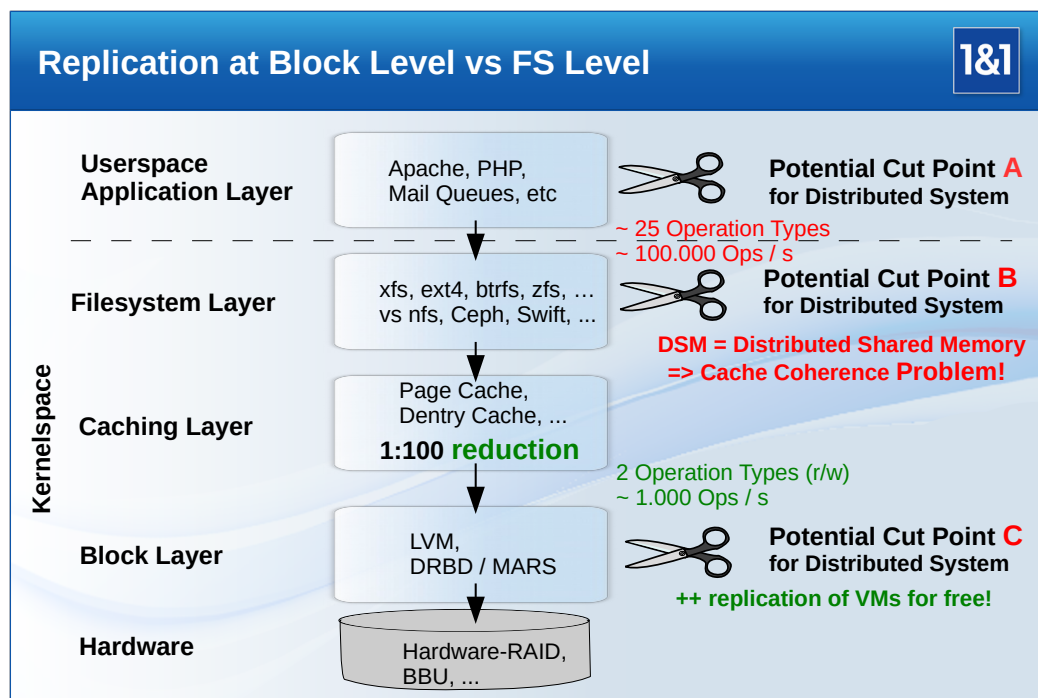 Replication at Block Level vs FS Level
1&1
Userspace
Application Layer
Apache, PHP,
Mail Queues, etc
Potential Cut Point A
for Distributed System
~ 25 Operation Types
~ 100.000 Ops / s
Filesystem Layer
xfs, ext4, btrfs, zfs, …
vs nfs, Ceph, Swift, ...
Potential Cut Point B
for Distributed System
DSM = Distributed Shared Memory
=> Cache Coherence Problem!
Kernelspace
Caching Layer
Page Cache,
Dentry Cache, ...
1:100 reduction
2 Operation Types (r/w)
~ 1.000 Ops / s
Block Layer
LVM,
DRBD / MARS
Potential Cut Point C
for Distributed System
++ replication of VMs for free!
Hardware
Hardware-RAID,
BBU, ...